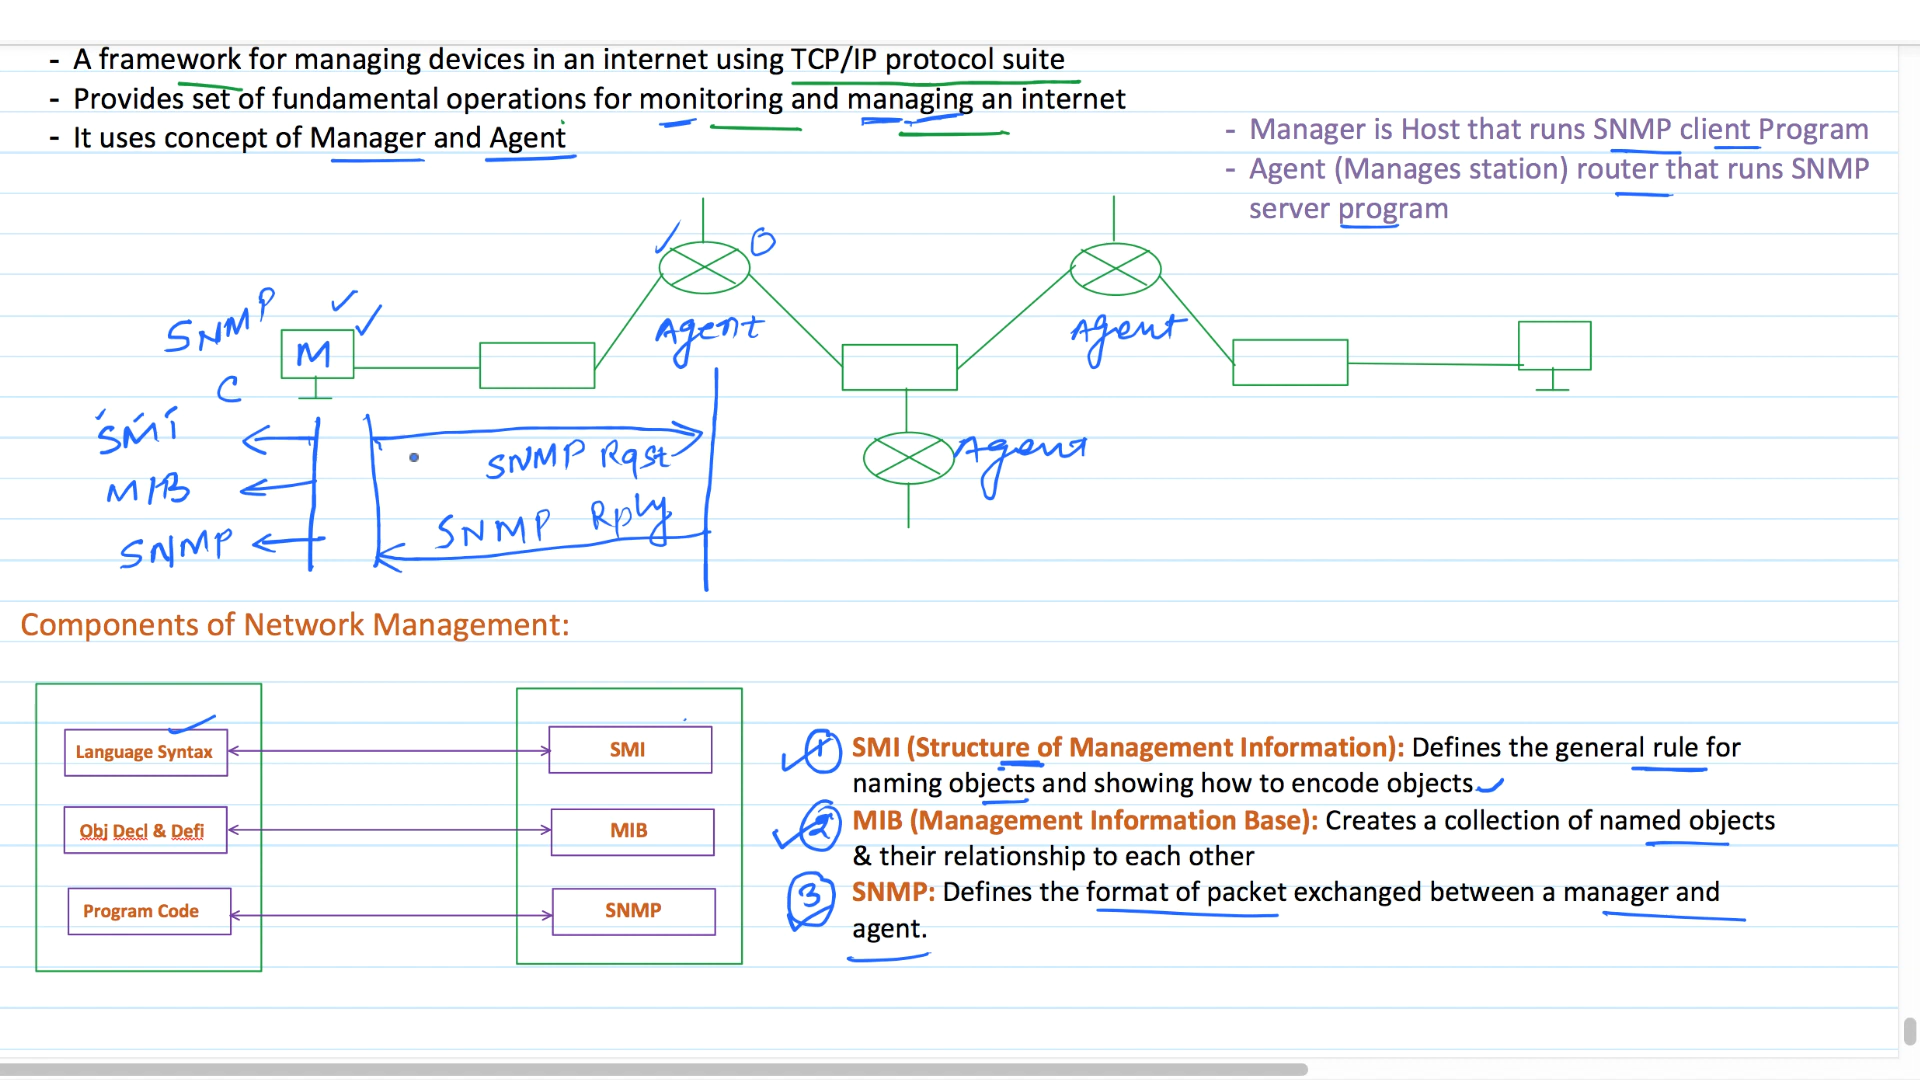 - A framework for managing devices in an internet using TCP/IP protocol suite
- Provides set of fundamental operations for monitoring and managing an internet
- It uses concept of Manager and Agent
- Manager is Host that runs SNMP client Program
- Agent (Manages station) router that runs SNMP
server program
SNMP
C
M
Agent
Agent
Agent
SMI
MIB
SNMP
SNMP Rqst
SNMP Rply
Components of Network Management:
Language Syntax
SMI
Obj Decl & Defi
MIB
Program Code
SNMP
1 SMI (Structure of Management Information): Defines the general rule for
naming objects and showing how to encode objects
2 MIB (Management Information Base): Creates a collection of named objects
& their relationship to each other
3 SNMP: Defines the format of packet exchanged between a manager and
agent.